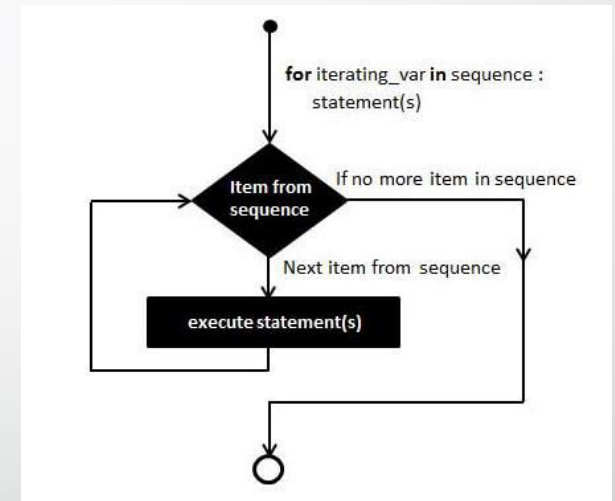 for iterating_var in sequence :
statement(s)
If no more item in sequence
Item from
sequence
Next item from sequence
execute statement(s)